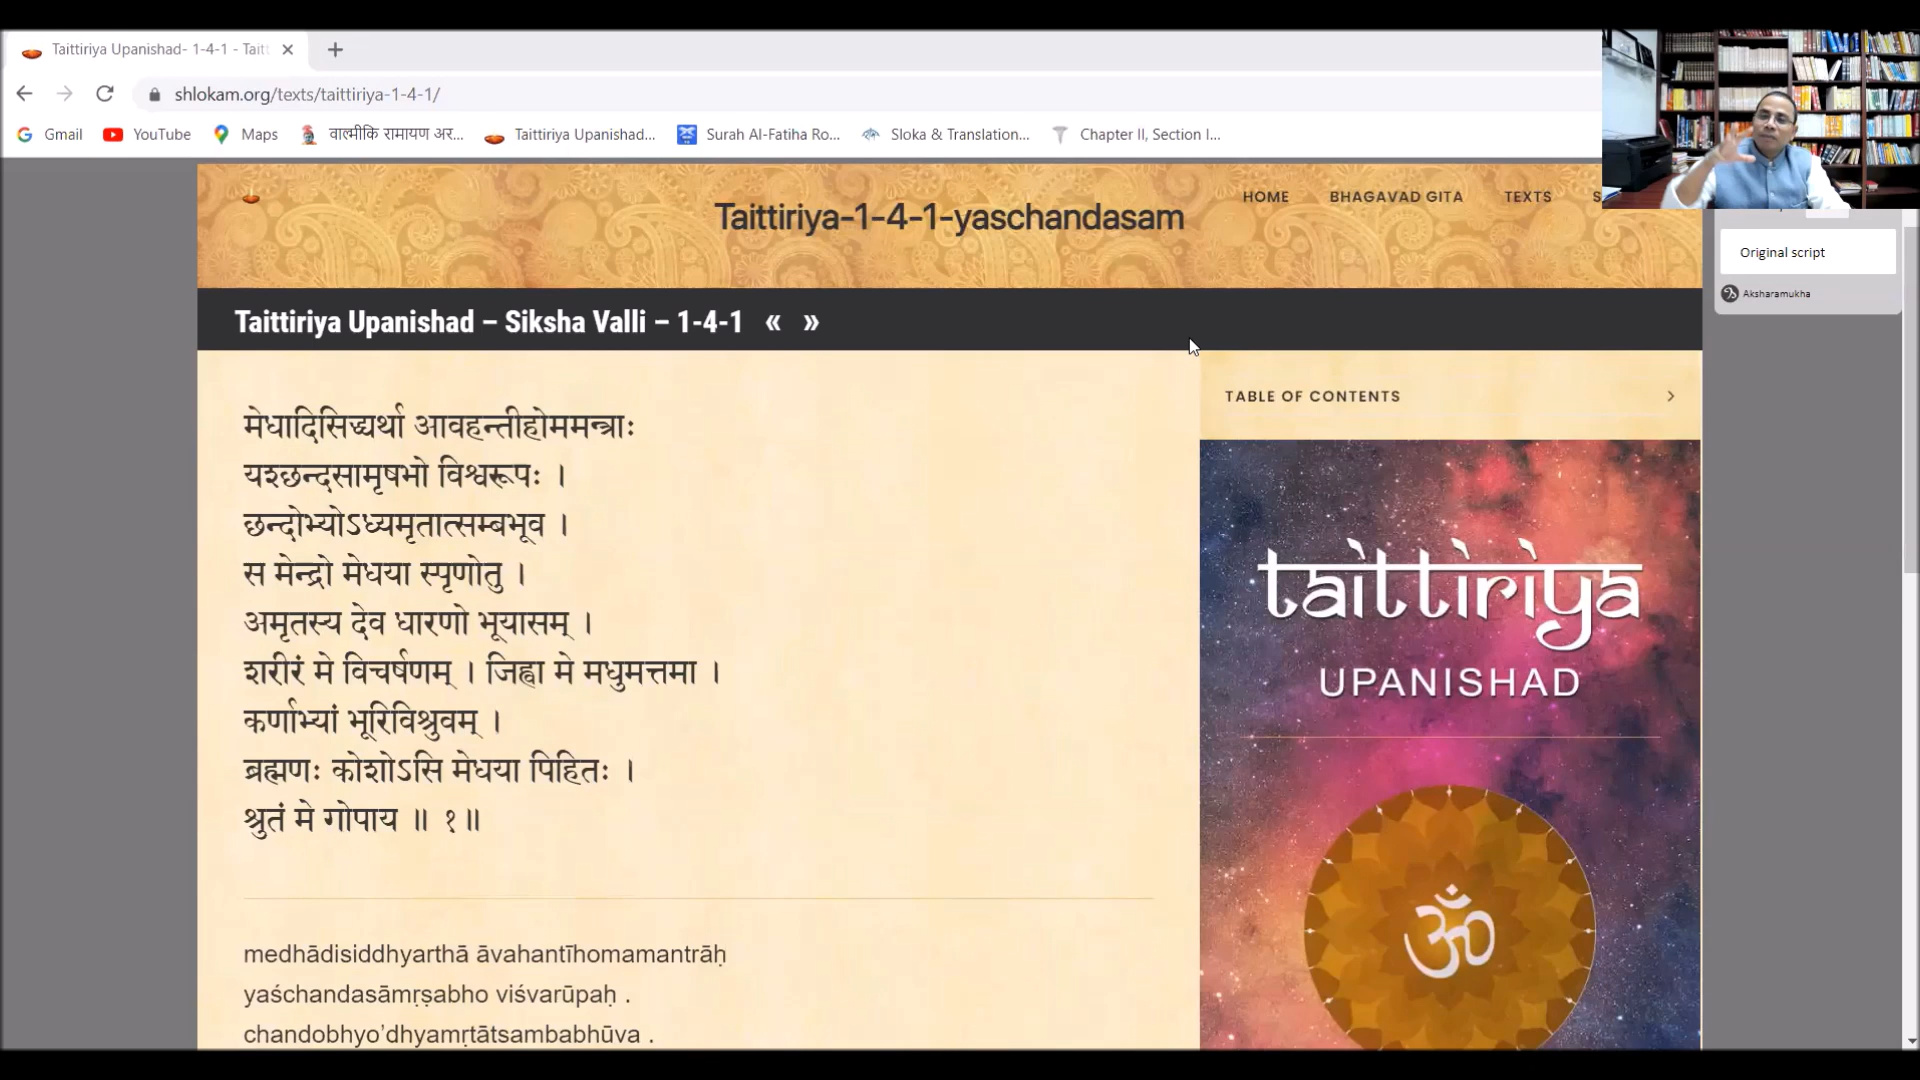 Taittiriya Upanishad- 1-4-1 - Taitt
shlokam.org/texts/taittiriya-1-4-1/
Gmail
YouTube
Maps
वाल्मीकि रामायण अर...
Taittiriya Upanishad...
Surah Al-Fatiha Ro...
Sloka & Translation...
Chapter II, Section I...
HOME
BHAGAVAD GITA
TEXTS
Taittiriya-1-4-1-yaschandasam
Original script
Aksharamukha
Taittiriya Upanishad – Siksha Valli – 1-4-1 « »
TABLE OF CONTENTS
मेधादिसिद्ध्यर्था आवहन्तीहोममन्त्राः
यश्छन्दसामृषभो विश्वरूपः ।
छन्दोभ्योऽध्यमृतात्सम्बभूव ।
स मेन्द्रो मेधया स्पृणोतु ।
अमृतस्य देव धारणो भूयासम् ।
शरीरं मे विचर्षणम् । जिह्वा मे मधुमत्तमा ।
कर्णाभ्यां भूरिविश्रुवम् ।
ब्रह्मणः कोशोऽसि मेधया पिहितः ।
श्रुतं मे गोपाय ॥ १॥
medhādisiddhyarthā āvahantīhomamantrāḥ
yaśchandasāmṛṣabho viśvarūpaḥ .
chandobhyo’dhyamṛtātsambabhūva .
taittiriya
UPANISHAD
ॐ